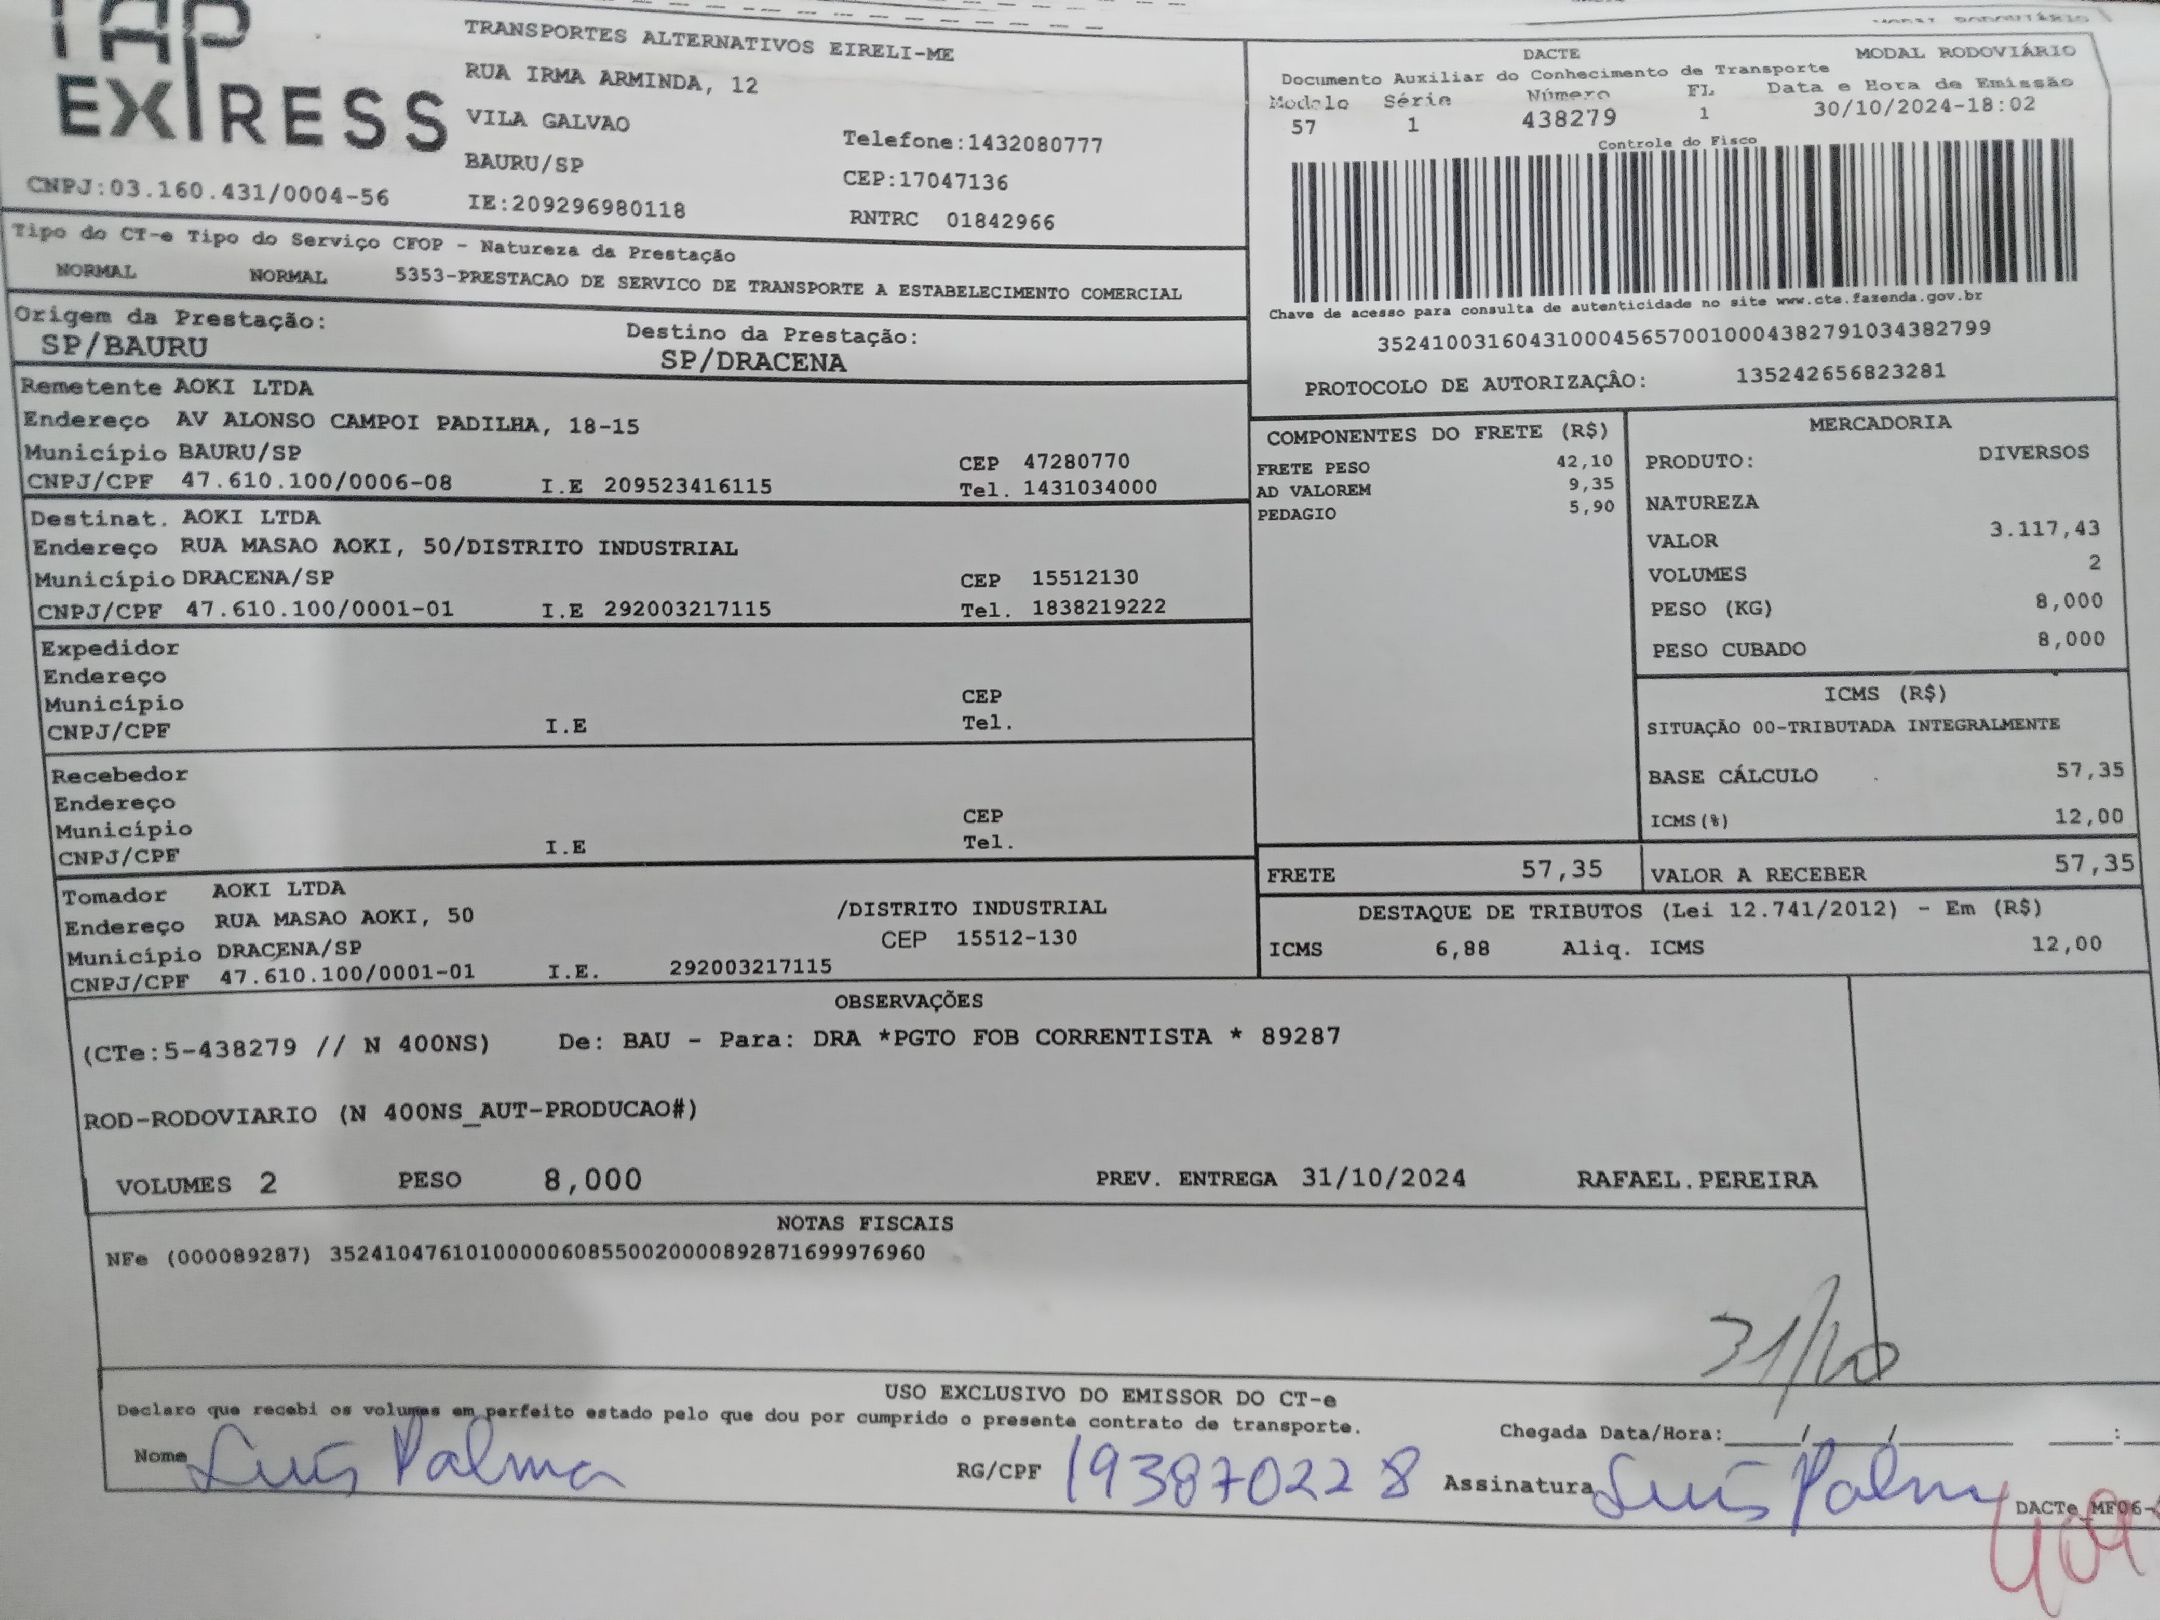 TAP
EXPRESS
TRANSPORTES ALTERNATIVOS EIRELI-ME
RUA IRMA ARMINDA, 12
VILA GALVAO
BAURU/SP
Telefone:1432080777
CEP:17047136
CNPJ:03.160.431/0004-56
IE:209296980118
RNTRC 01842966
DACTE MODAL RODOVIÁRIO
Documento Auxiliar do Conhecimento de Transporte
Modelo Série Número FL Data e Hora de Emissão
57 1 438279 1 30/10/2024-18:02
Controle do Fisco
Chave de acesso para consulta de autenticidade no site www.cte.fazenda.gov.br
35241003160431000456570010004382791034382799
PROTOCOLO DE AUTORIZAÇÂO: 135242656823281
Tipo do CT-e Tipo do Serviço CFOP - Natureza da Prestação
NORMAL NORMAL 5353-PRESTACAO DE SERVICO DE TRANSPORTE A ESTABELECIMENTO COMERCIAL
Origem da Prestação: Destino da Prestação:
SP/BAURU SP/DRACENA
Remetente AOKI LTDA
Endereço AV ALONSO CAMPOI PADILHA, 18-15
Município BAURU/SP CEP 47280770
CNPJ/CPF 47.610.100/0006-08 I.E 209523416115 Tel. 1431034000
Destinat. AOKI LTDA
Endereço RUA MASAO AOKI, 50/DISTRITO INDUSTRIAL
Município DRACENA/SP CEP 15512130
CNPJ/CPF 47.610.100/0001-01 I.E 292003217115 Tel. 1838219222
Expedidor
Endereço
Município CEP
CNPJ/CPF I.E Tel.
Recebedor
Endereço
Município CEP
CNPJ/CPF I.E Tel.
Tomador AOKI LTDA
Endereço RUA MASAO AOKI, 50 /DISTRITO INDUSTRIAL
Município DRACENA/SP CEP 15512-130
CNPJ/CPF 47.610.100/0001-01 I.E. 292003217115
COMPONENTES DO FRETE (R$)
FRETE PESO 42,10
AD VALOREM 9,35
PEDAGIO 5,90
MERCADORIA
PRODUTO: DIVERSOS
NATUREZA
VALOR 3.117,43
VOLUMES 2
PESO (KG) 8,000
PESO CUBADO 8,000
ICMS (R$)
SITUAÇÃO 00-TRIBUTADA INTEGRALMENTE
BASE CÁLCULO 57,35
ICMS(%) 12,00
FRETE 57,35 VALOR A RECEBER 57,35
DESTAQUE DE TRIBUTOS (Lei 12.741/2012) - Em (R$)
ICMS 6,88 Aliq. ICMS 12,00
OBSERVAÇÕES
(CTe:5-438279 // N 400NS) De: BAU - Para: DRA *PGTO FOB CORRENTISTA * 89287
ROD-RODOVIARIO (N 400NS_AUT-PRODUCAO#)
VOLUMES 2 PESO 8,000 PREV. ENTREGA 31/10/2024 RAFAEL.PEREIRA
NOTAS FISCAIS
NFe (000089287) 35241047610100000608550020000892871699976960
31/10
USO EXCLUSIVO DO EMISSOR DO CT-e
Declaro que recebi os volumes em perfeito estado pelo que dou por cumprido o presente contrato de transporte.
Chegada Data/Hora:____/____/______ ___:__
Nome Luís Palma RG/CPF 193870228 Assinatura Luís Palma
DACTe_MF06-